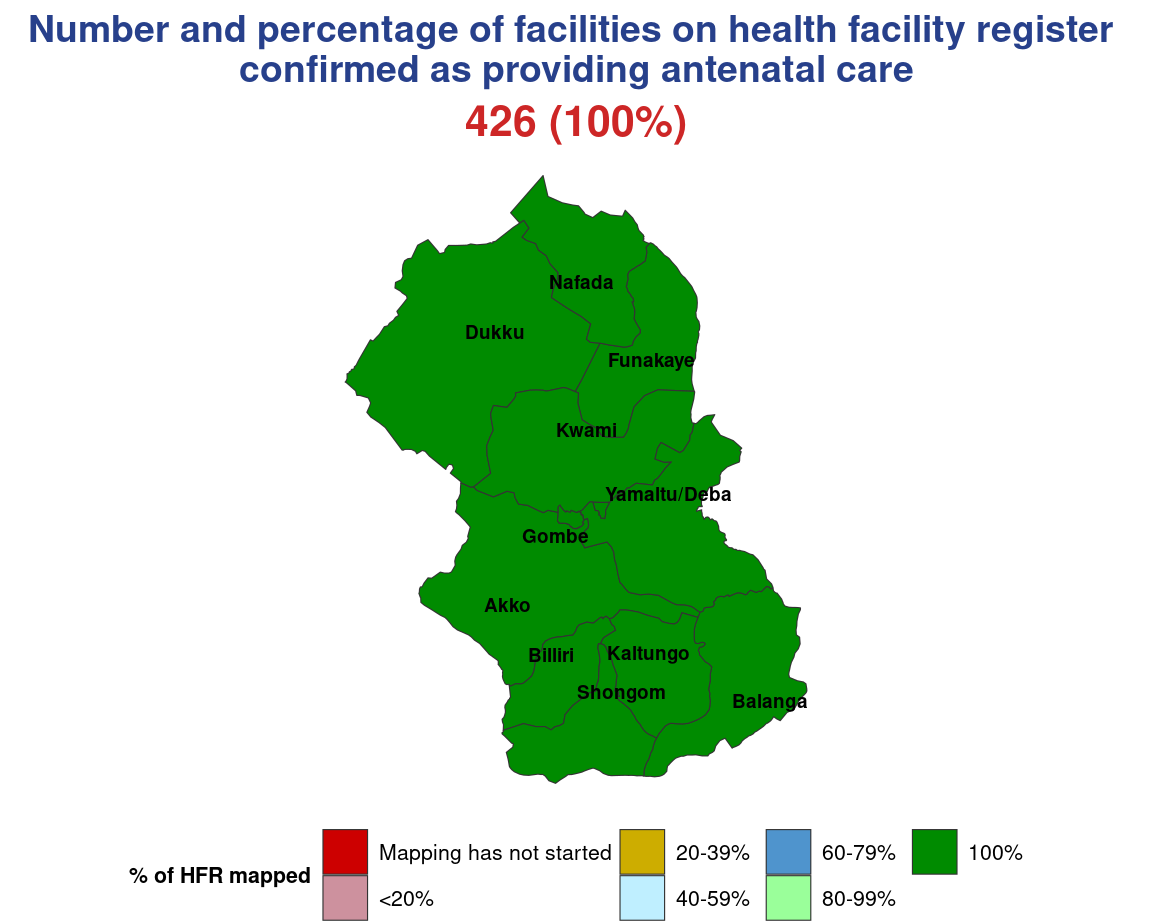 Number and percentage of facilities on health facility register
confirmed as providing antenatal care
426 (100%)
Nafada
Dukku
Funakaye
Kwami
Yamaltu/Deba
Gombe
Akko
Billiri
Kaltungo
Shongom
Balanga
% of HFR mapped
Mapping has not started
<20%
20-39%
40-59%
60-79%
80-99%
100%